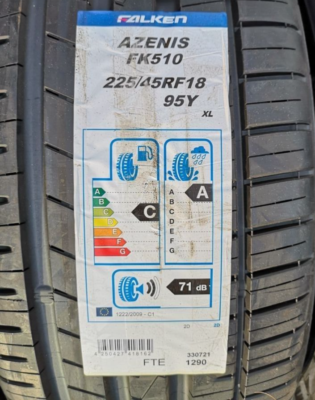 FALKEN
AZENIS
FK510
225/45RF18
95Y
XL
A
B
C
D
E
F
G
C
A
B
C
D
E
F
G
A
71 dB
1222/2009 - C1
330721
FTE 1290